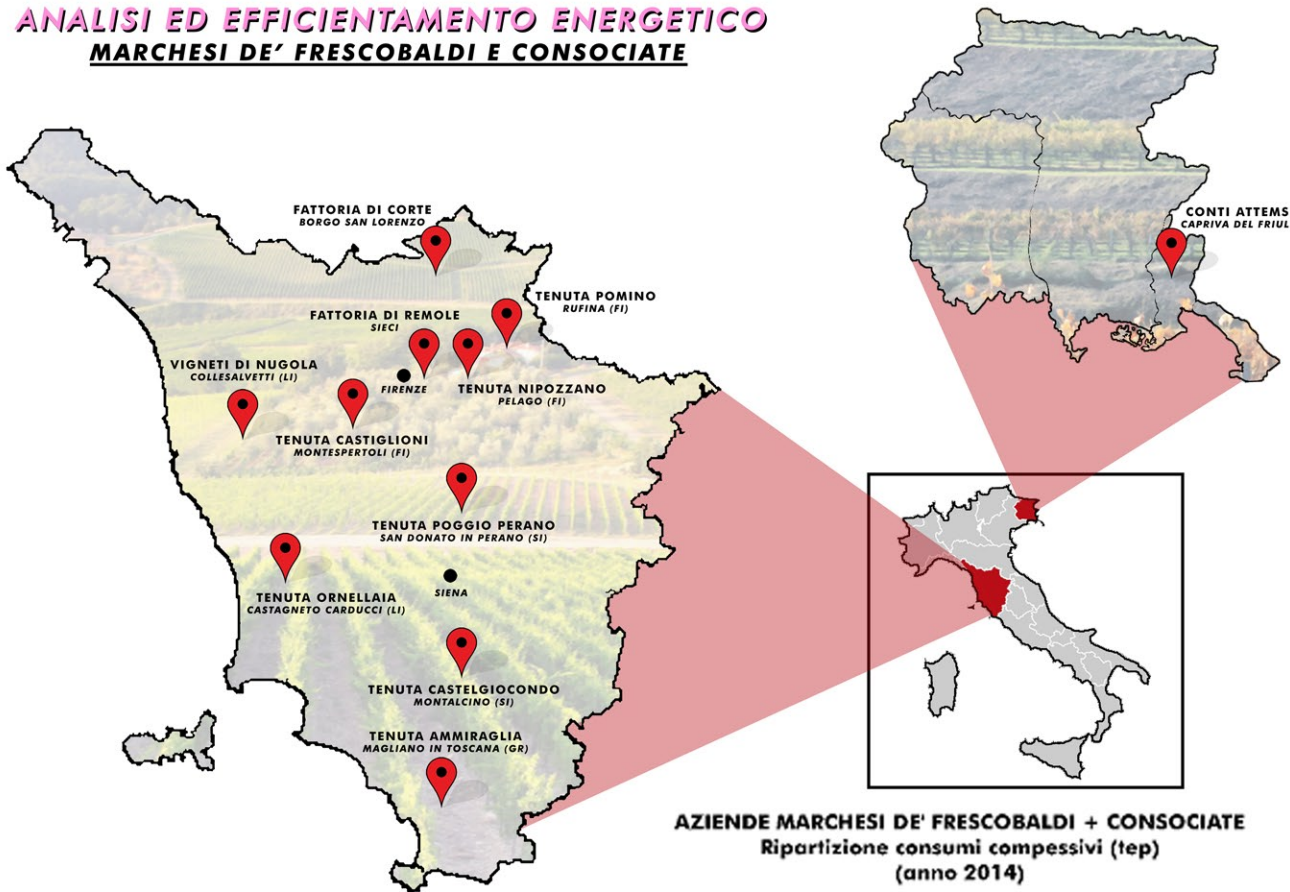 ANALISI ED EFFICIENTAMENTO ENERGETICO
MARCHESI DE' FRESCOBALDI E CONSOCIATE
FATTORIA DI CORTE
BORGO SAN LORENZO
CONTI ATTEMS
CAPRIVA DEL FRIUL
TENUTA POMINO
RUFINA (FI)
FATTORIA DI REMOLE
SIECI
VIGNETI DI NUGOLA
COLLESALVETTI (LI)
FIRENZE
TENUTA NIPOZZANO
PELAGO (FI)
TENUTA CASTIGLIONI
MONTESPERTOLI (FI)
TENUTA POGGIO PERANO
SAN DONATO IN PERANO (SI)
TENUTA ORNELLAIA
CASTAGNETO CARDUCCI (LI)
SIENA
TENUTA CASTELGIOCONDO
MONTALCINO (SI)
TENUTA AMMIRAGLIA
MAGLIANO IN TOSCANA (GR)
AZIENDE MARCHESI DE' FRESCOBALDI + CONSOCIATE
Ripartizione consumi compessivi (tep)
(anno 2014)